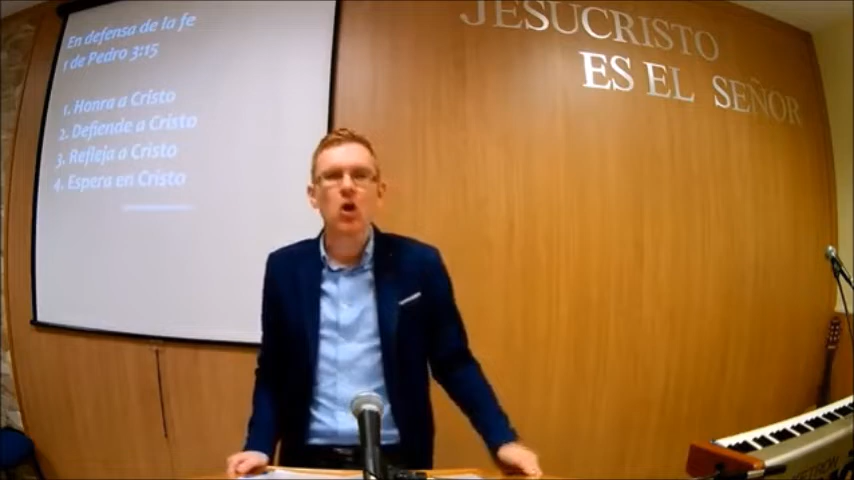 En defensa de la fe
1 de Pedro 3:15
1. Honra a Cristo
2. Defiende a Cristo
3. Refleja a Cristo
4. Espera en Cristo
JESUCRISTO
ES EL SEÑOR